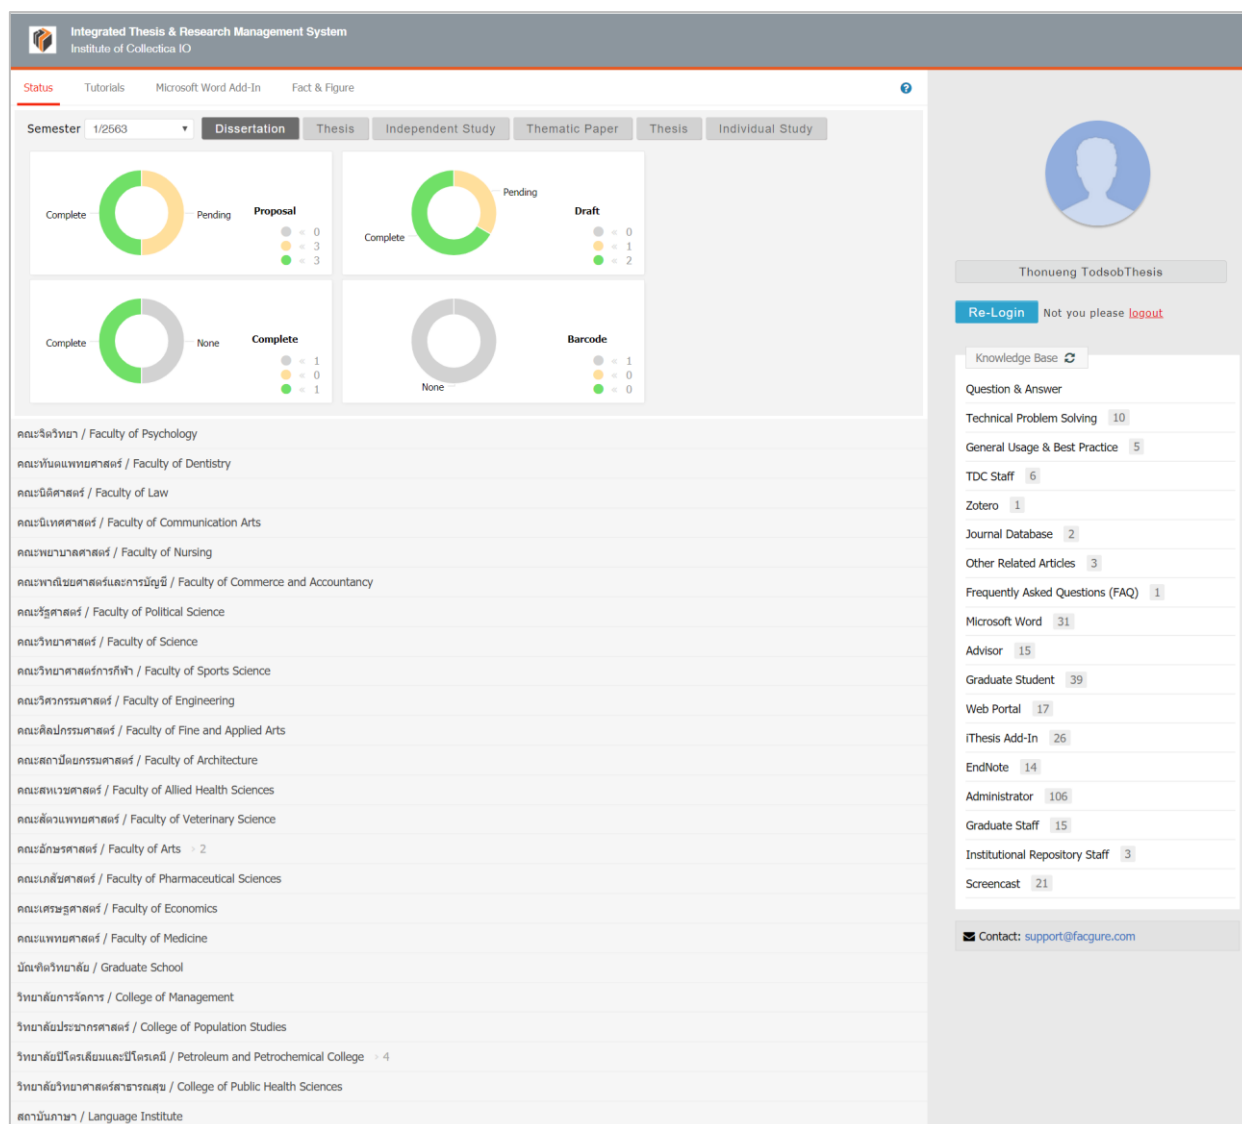 Integrated Thesis & Research Management System
Institute of Collectica IO
Status Tutorials Microsoft Word Add-In Fact & Figure
Semester 1/2563 Dissertation Thesis Independent Study Thematic Paper Thesis Individual Study
Complete Pending
Proposal
« 0
« 3
« 3
Pending
Complete
Draft
« 0
« 1
« 2
Complete None
Complete
« 1
« 0
« 1
None
Barcode
« 1
« 0
« 0
คณะจิตวิทยา / Faculty of Psychology
คณะทันตแพทยศาสตร์ / Faculty of Dentistry
คณะนิติศาสตร์ / Faculty of Law
คณะนิเทศศาสตร์ / Faculty of Communication Arts
คณะพยาบาลศาสตร์ / Faculty of Nursing
คณะพาณิชยศาสตร์และการบัญชี / Faculty of Commerce and Accountancy
คณะรัฐศาสตร์ / Faculty of Political Science
คณะวิทยาศาสตร์ / Faculty of Science
คณะวิทยาศาสตร์การกีฬา / Faculty of Sports Science
คณะวิศวกรรมศาสตร์ / Faculty of Engineering
คณะศิลปกรรมศาสตร์ / Faculty of Fine and Applied Arts
คณะสถาปัตยกรรมศาสตร์ / Faculty of Architecture
คณะสหเวชศาสตร์ / Faculty of Allied Health Sciences
คณะสัตวแพทยศาสตร์ / Faculty of Veterinary Science
คณะอักษรศาสตร์ / Faculty of Arts › 2
คณะเภสัชศาสตร์ / Faculty of Pharmaceutical Sciences
คณะเศรษฐศาสตร์ / Faculty of Economics
คณะแพทยศาสตร์ / Faculty of Medicine
บัณฑิตวิทยาลัย / Graduate School
วิทยาลัยการจัดการ / College of Management
วิทยาลัยประชากรศาสตร์ / College of Population Studies
วิทยาลัยปิโตรเลียมและปิโตรเคมี / Petroleum and Petrochemical College › 4
วิทยาลัยวิทยาศาสตร์สาธารณสุข / College of Public Health Sciences
สถาบันภาษา / Language Institute
Thonueng TodsobThesis
Re-Login Not you please logout
Knowledge Base
Question & Answer
Technical Problem Solving 10
General Usage & Best Practice 5
TDC Staff 6
Zotero 1
Journal Database 2
Other Related Articles 3
Frequently Asked Questions (FAQ) 1
Microsoft Word 31
Advisor 15
Graduate Student 39
Web Portal 17
iThesis Add-In 26
EndNote 14
Administrator 106
Graduate Staff 15
Institutional Repository Staff 3
Screencast 21
Contact: support@facgure.com